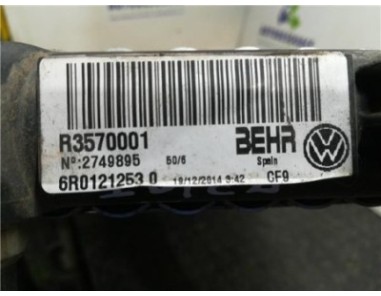 R3570001 BEHR
Nº:2749895 50/6 Spain
6R0121253 0 19/12/2014 3:42 CF9